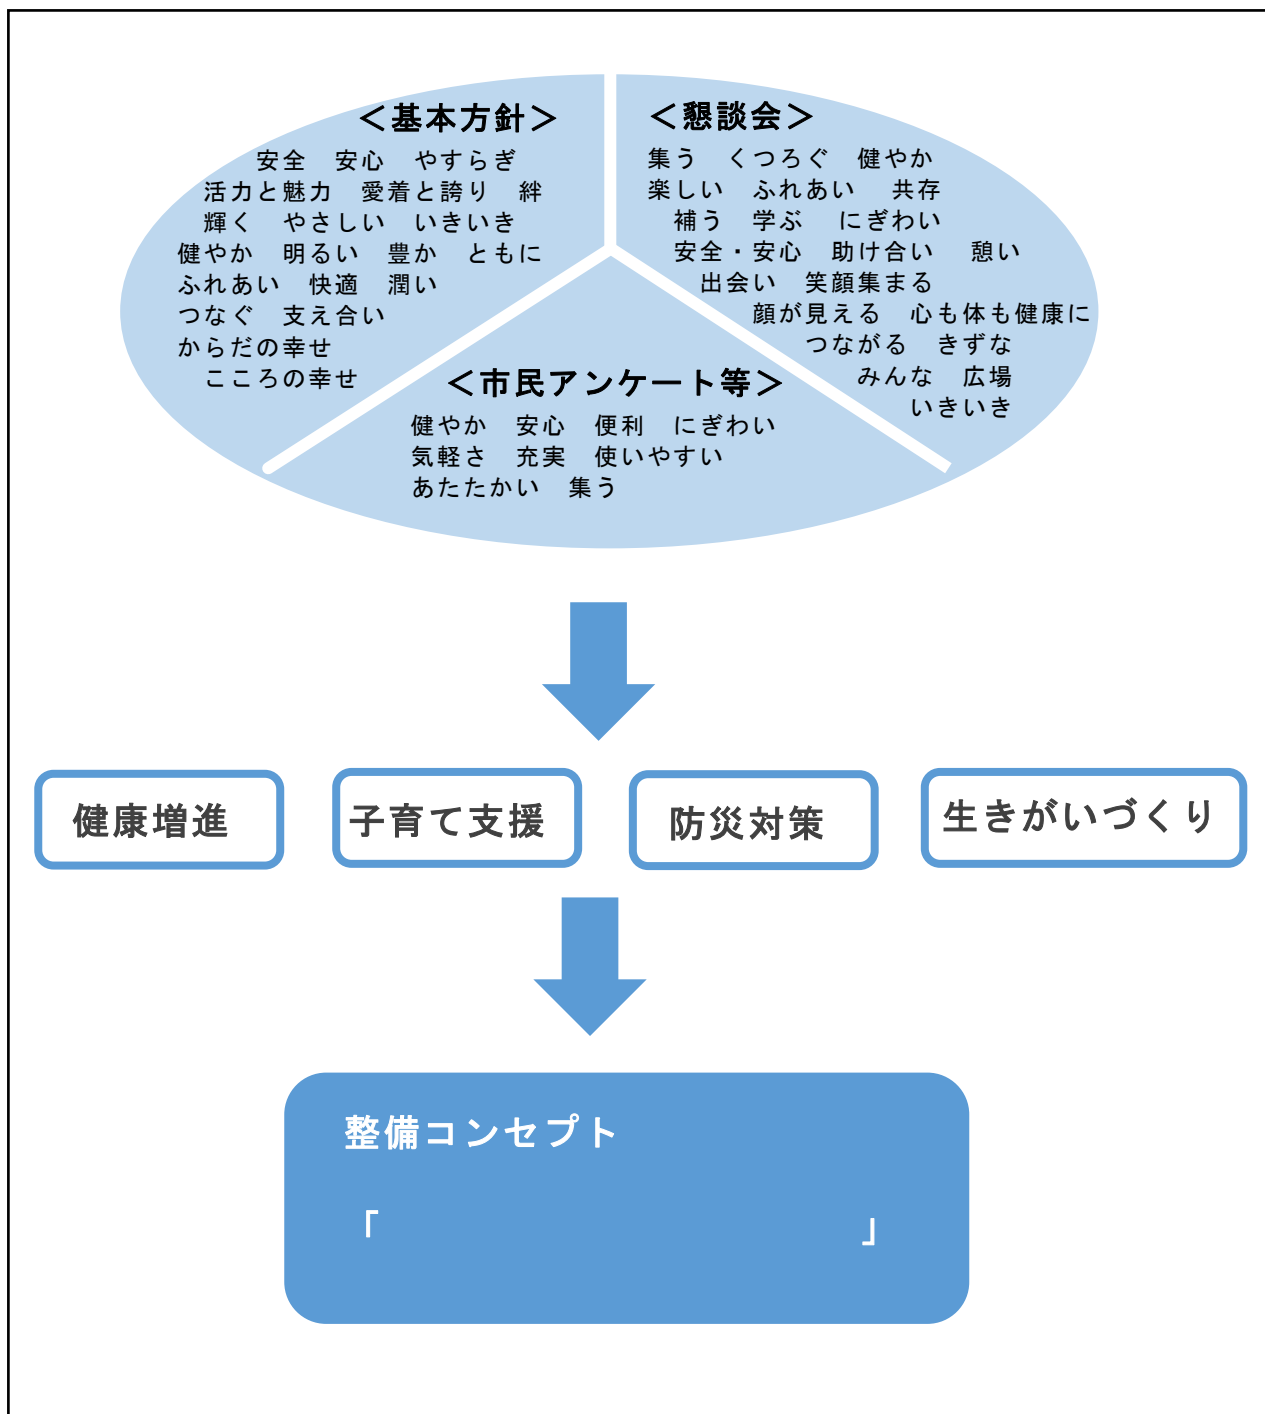 ＜基本方針＞
安全　安心　やすらぎ
活力と魅力　愛着と誇り　絆
輝く　やさしい　いきいき
健やか　明るい　豊か　ともに
ふれあい　快適　潤い
つなぐ　支え合い
からだの幸せ
こころの幸せ
＜懇談会＞
集う　くつろぐ　健やか
楽しい　ふれあい　共存
補う　学ぶ　にぎわい
安全・安心　助け合い　憩い
出会い　笑顔集まる
顔が見える　心も体も健康に
つながる　きずな
みんな　広場
いきいき
＜市民アンケート等＞
健やか　安心　便利　にぎわい
気軽さ　充実　使いやすい
あたたかい　集う
健康増進
子育て支援
防災対策
生きがいづくり
整備コンセプト
「　　　　　　　　　　　　」